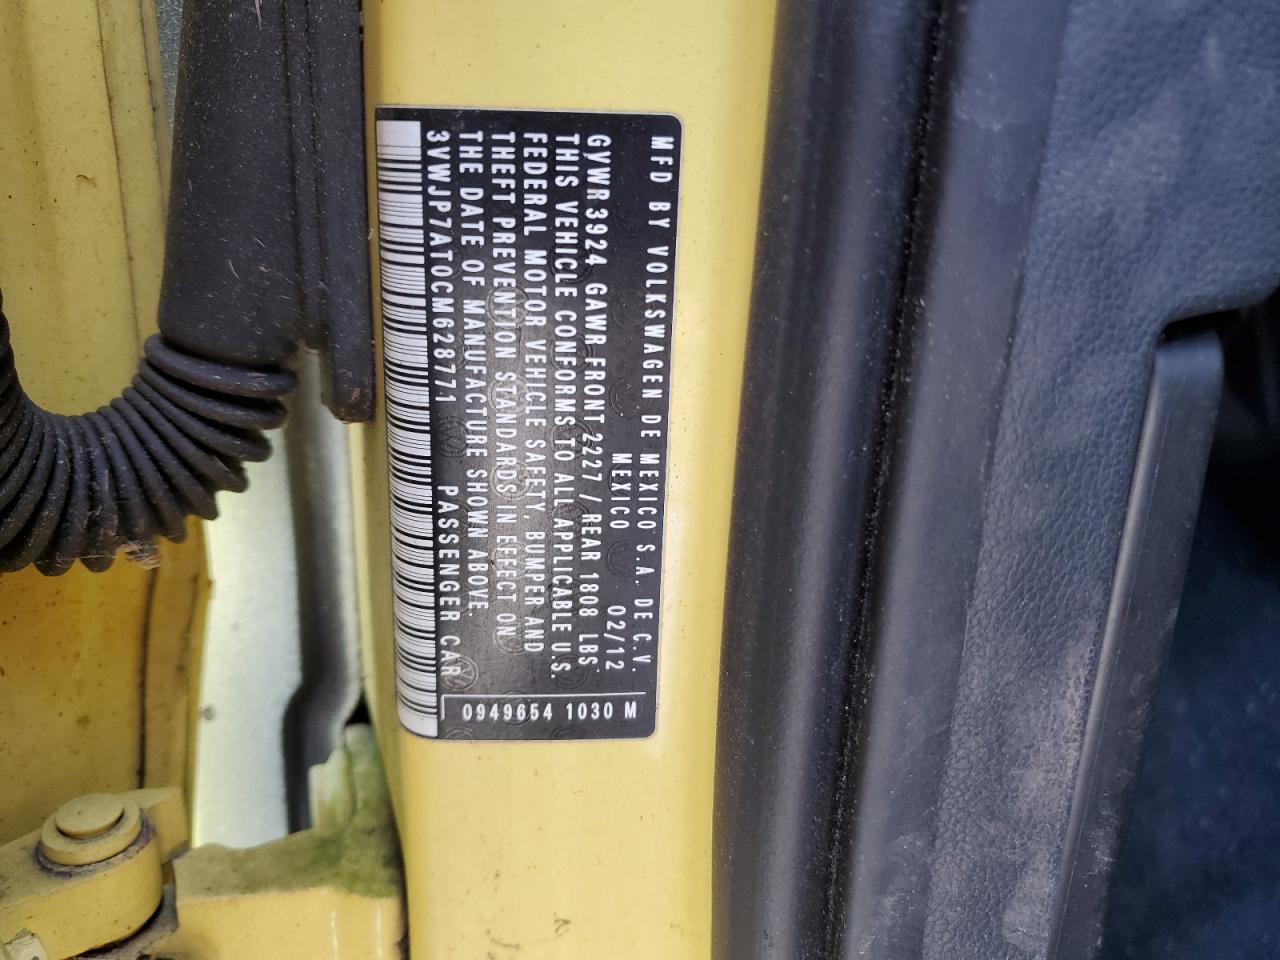 MFD BY VOLKSWAGEN DE MEXICO S.A. DE C.V.
MEXICO 02/12
GVWR 3924 GAWR FRONT 2227 / REAR 1808 LBS
THIS VEHICLE CONFORMS TO ALL APPLICABLE U.S.
FEDERAL MOTOR VEHICLE SAFETY, BUMPER AND
THEFT PREVENTION STANDARDS IN EFFECT ON
THE DATE OF MANUFACTURE SHOWN ABOVE.
3VWJP7AT0CM628771 PASSENGER CAR
0949654 1030 M